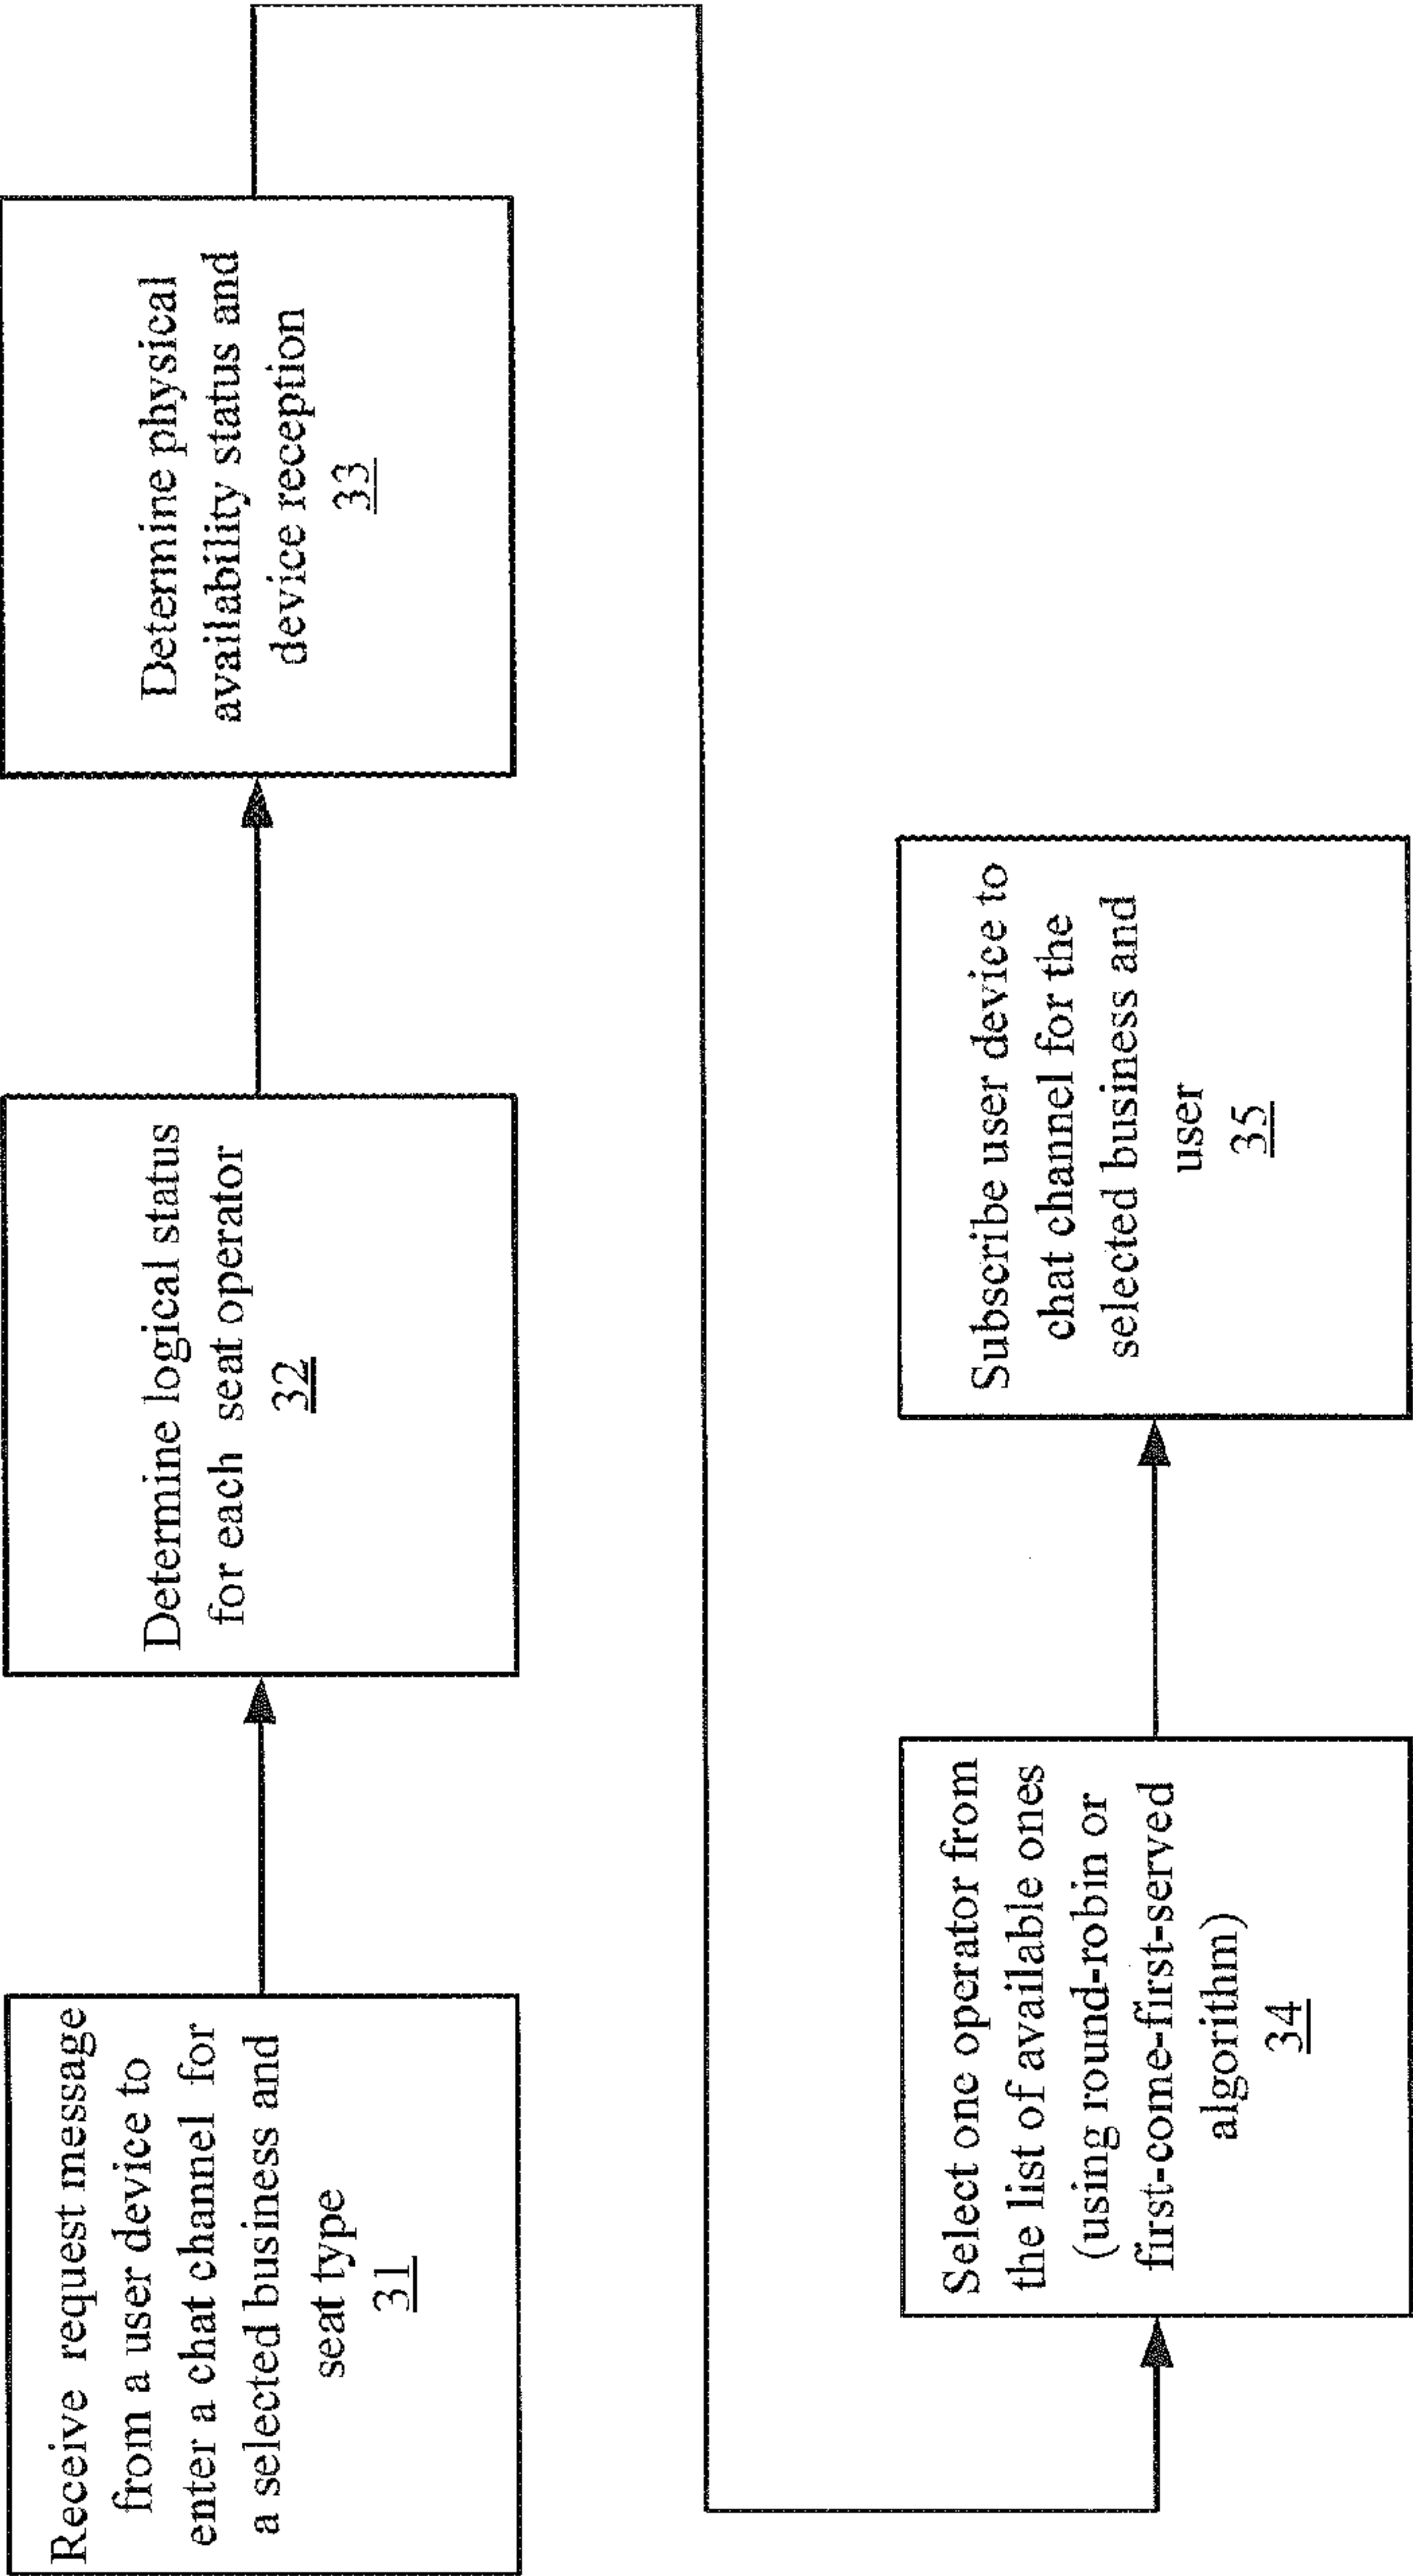 Receive request message
from a user device to
enter a chat channel for
a selected business and
seat type
31
Determine logical status
for each seat operator
32
Determine physical
availability status and
device reception
33
Select one operator from
the list of available ones
(using round-robin or
first-come-first-served
algorithm)
34
Subscribe user device to
chat channel for the
selected business and
user
35